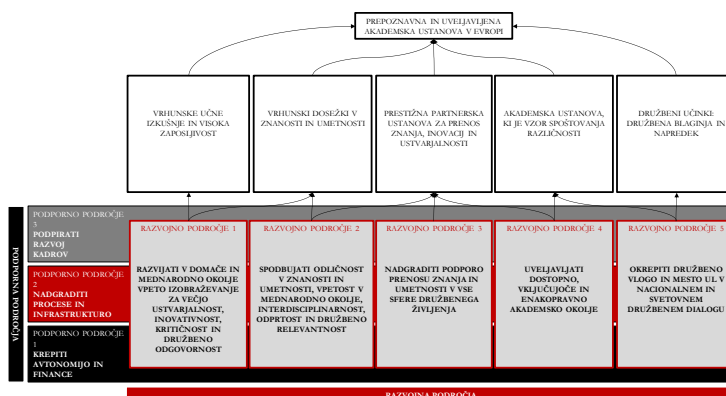 PREPOZNAVNA IN UVELJAVLJENA
AKADEMSKA USTANOVA V EVROPI
VRHUNSKE UČNE
IZKUŠNJE IN VISOKA
ZAPOSLJIVOST
VRHUNSKI DOSEŽKI V
ZNANOSTI IN UMETNOSTI
PRESTIŽNA PARTNERSKA
USTANOVA ZA PRENOS
ZNANJA, INOVACIJ IN
USTVARJALNOSTI
AKADEMSKA USTANOVA,
KI JE VZOR SPOŠTOVANJA
RAZLIČNOSTI
DRUŽBENI UČINKI:
DRUŽBENA BLAGINJA IN
NAPREDEK
PODPORNA PODROČJA
PODPORNO PODROČJE
3
PODPIRATI
RAZVOJ
KADROV
PODPORNO PODROČJE
2
NADGRADITI
PROCESE IN
INFRASTRUKTURO
PODPORNO PODROČJE
1
KREPITI
AVTONOMIJO IN
FINANCE
RAZVOJNO PODROČJE 1
RAZVIJATI V DOMAČE IN
MEDNARODNO OKOLJE
VPETO IZOBRAŽEVANJE
ZA VEČJO
USTVARJALNOST,
INOVATIVNOST,
KRITIČNOST IN
DRUŽBENO
ODGOVORNOST
RAZVOJNO PODROČJE 2
SPODBUJATI ODLIČNOST
V ZNANOSTI IN
UMETNOSTI, VPETOST V
MEDNARODNO OKOLJE,
INTERDISCIPLINARNOST,
ODPRTOST IN DRUŽBENO
RELEVANTNOST
RAZVOJNO PODROČJE 3
NADGRADITI PODPORO
PRENOSU ZNANJA IN
UMETNOSTI V VSE
SFERE DRUŽBENEGA
ŽIVLJENJA
RAZVOJNO PODROČJE 4
UVELJAVLJATI
DOSTOPNO,
VKLJUČUJOČE IN
ENAKOPRAVNO
AKADEMSKO OKOLJE
RAZVOJNO PODROČJE 5
OKREPITI DRUŽBENO
VLOGO IN MESTO UL V
NACIONALNEM IN
SVETOVNEM
DRUŽBENEM DIALOGU
RAZVOJNA PODROČJA